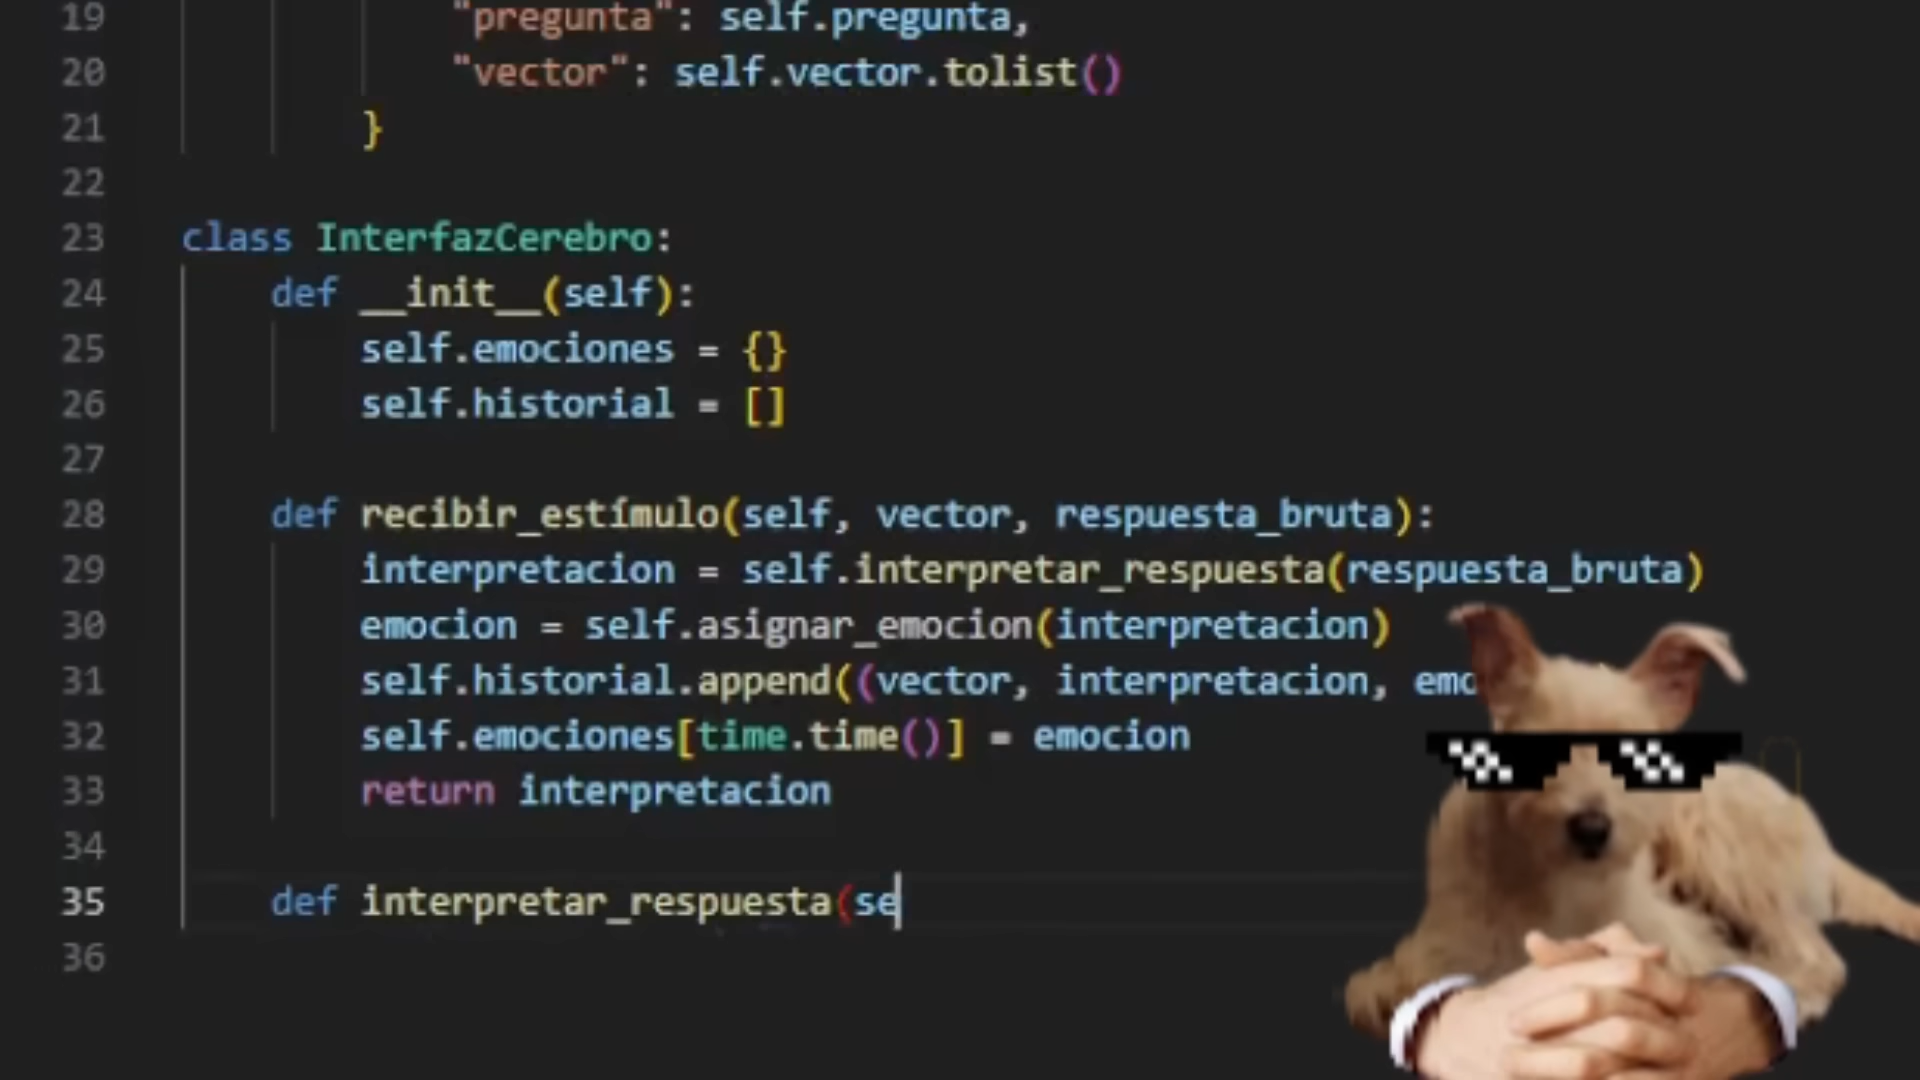 19 "pregunta": self.pregunta,
20 "vector": self.vector.tolist()
21 }
22
23 class InterfazCerebro:
24 def __init__(self):
25 self.emociones = {}
26 self.historial = []
27
28 def recibir_estímulo(self, vector, respuesta_bruta):
29 interpretacion = self.interpretar_respuesta(respuesta_bruta)
30 emocion = self.asignar_emocion(interpretacion)
31 self.historial.append((vector, interpretacion,
32 self.emociones[time.time()] = emocion
33 return interpretacion
34
35 def interpretar_respuesta(se
36